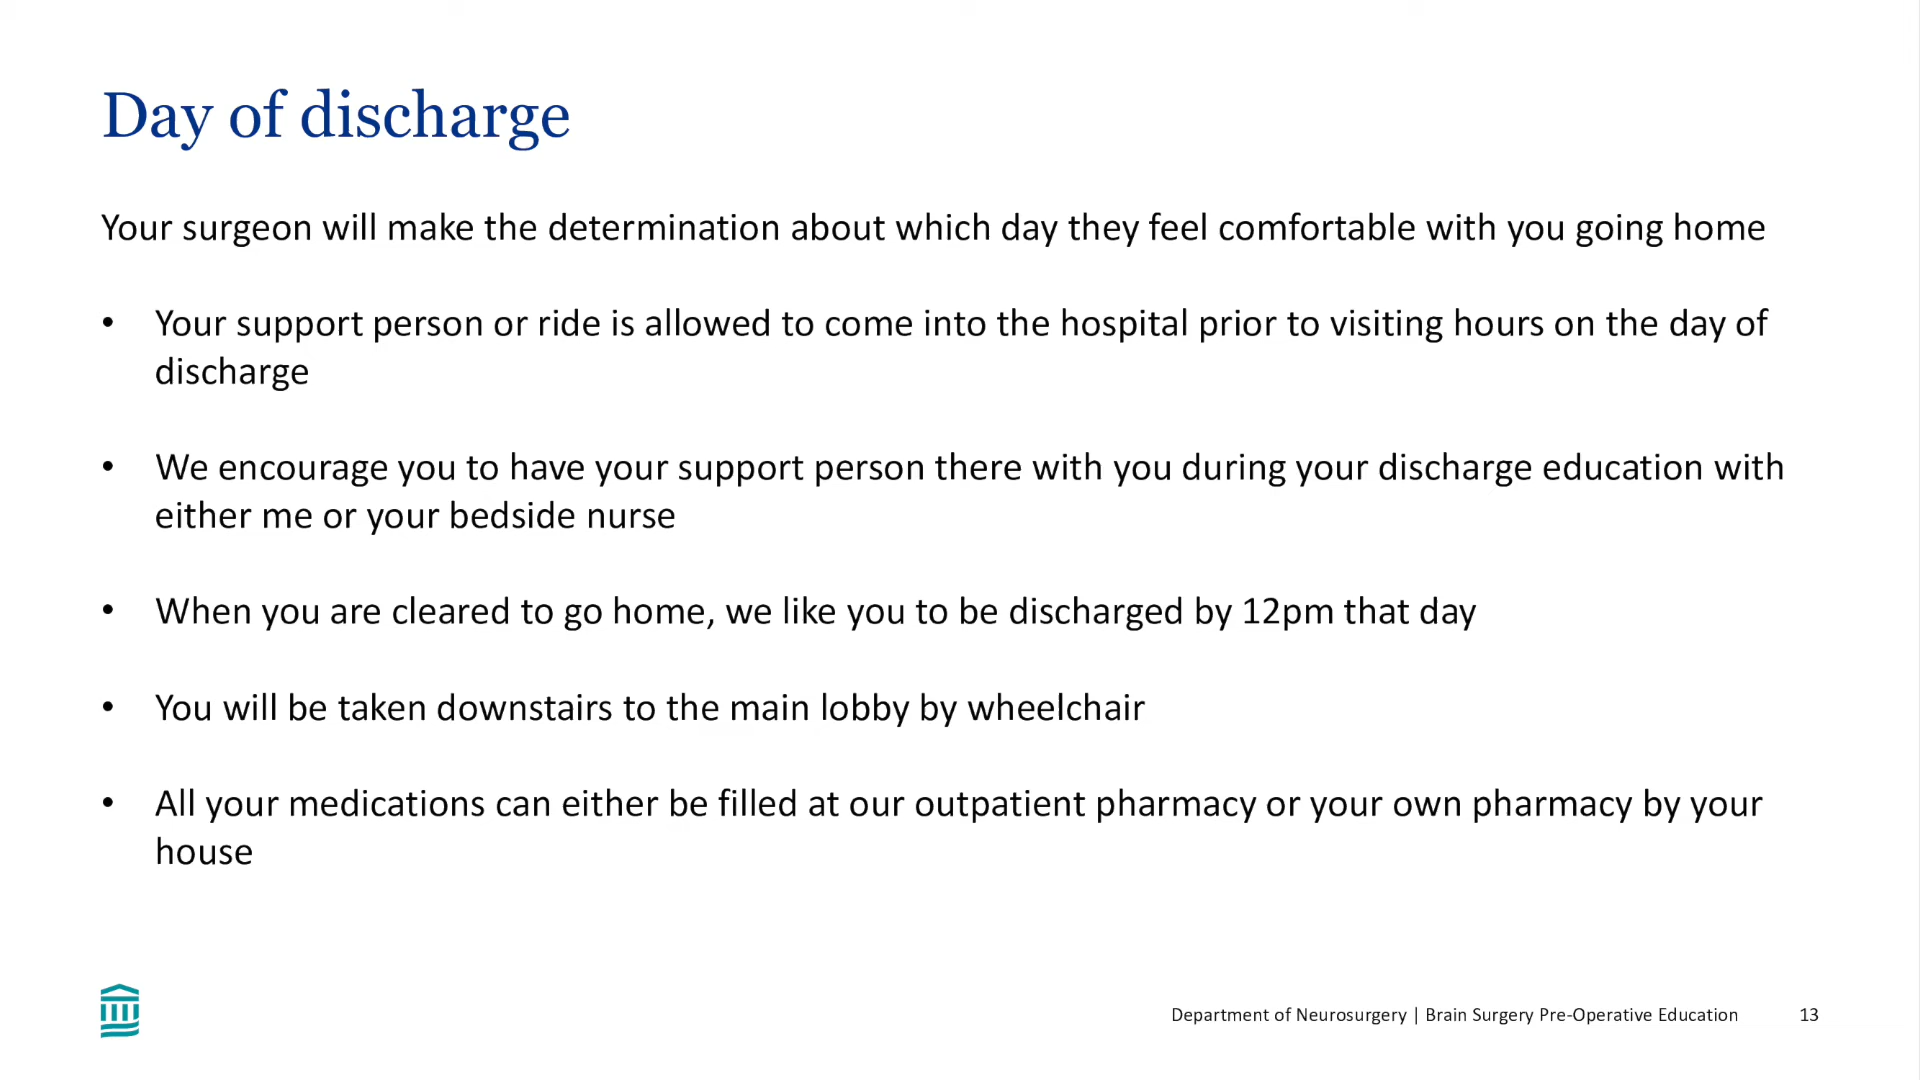 Day of discharge
Your surgeon will make the determination about which day they feel comfortable with you going home
• Your support person or ride is allowed to come into the hospital prior to visiting hours on the day of
discharge
• We encourage you to have your support person there with you during your discharge education with
either me or your bedside nurse
• When you are cleared to go home, we like you to be discharged by 12pm that day
• You will be taken downstairs to the main lobby by wheelchair
• All your medications can either be filled at our outpatient pharmacy or your own pharmacy by your
house
Department of Neurosurgery | Brain Surgery Pre-Operative Education 13